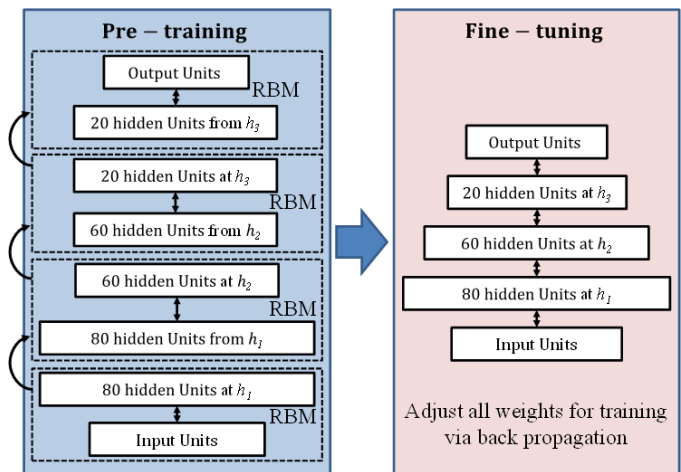 Pre − training
Output Units
RBM
20 hidden Units from h3
20 hidden Units at h3
RBM
60 hidden Units from h2
60 hidden Units at h2
RBM
80 hidden Units from h1
80 hidden Units at h1
RBM
Input Units
Fine − tuning
Output Units
20 hidden Units at h3
60 hidden Units at h2
80 hidden Units at h1
Input Units
Adjust all weights for training
via back propagation